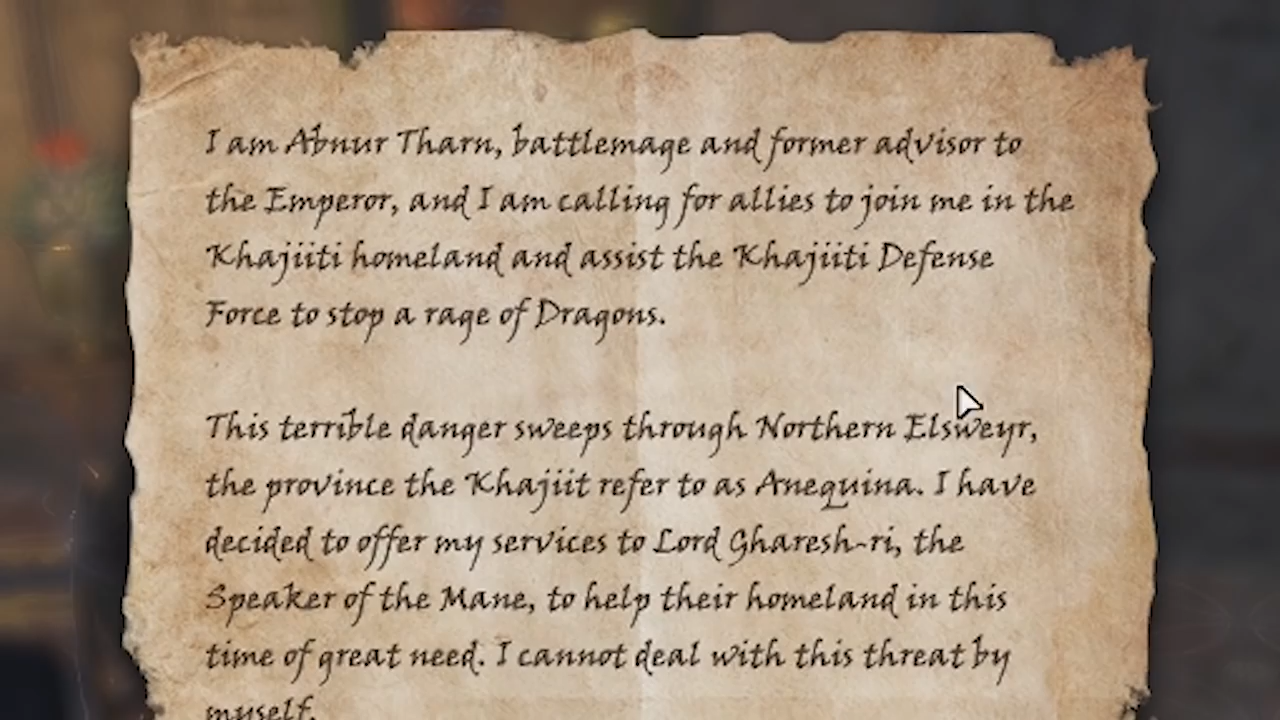 I am Abnur Tharn, battlemage and former advisor to
the Emperor, and I am calling for allies to join me in the
Khajiiti homeland and assist the Khajiiti Defense
Force to stop a rage of Dragons.
This terrible danger sweeps through Northern Elsweyr,
the province the Khajiit refer to as Anequina. I have
decided to offer my services to Lord Gharesh-ri, the
Speaker of the Mane, to help their homeland in this
time of great need. I cannot deal with this threat by
myself.